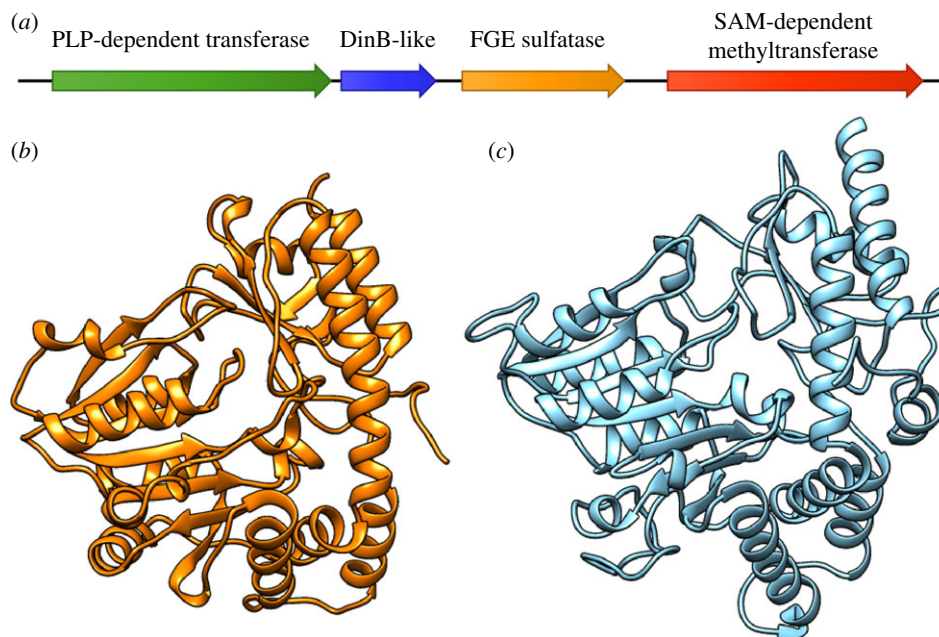 (a)
PLP-dependent transferase DinB-like FGE sulfatase SAM-dependent
methyltransferase
(b) (c)